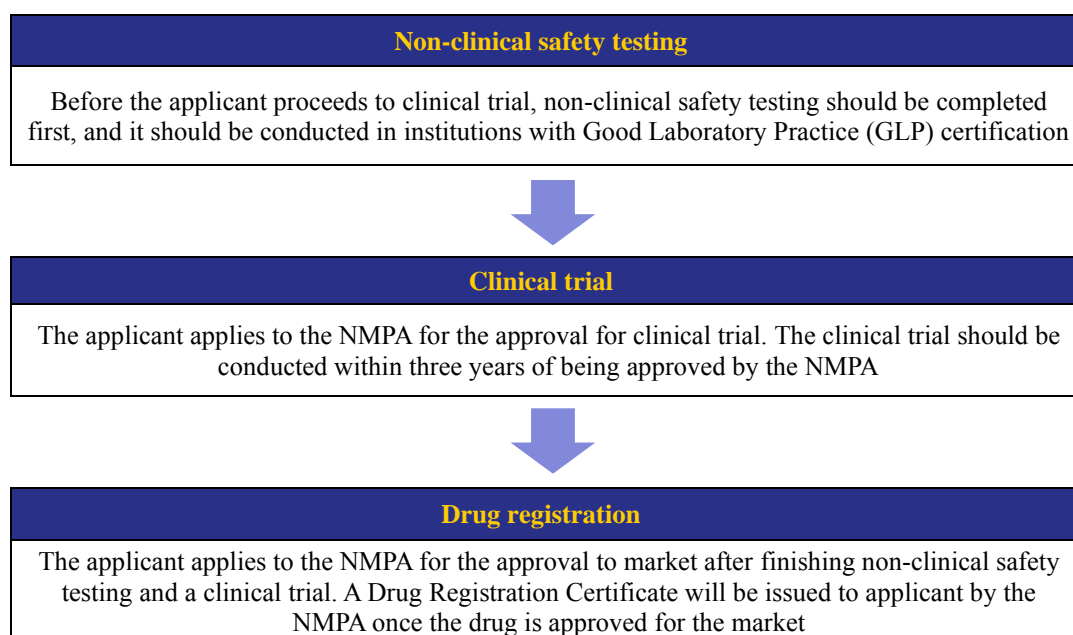 Non-clinical safety testing
Before the applicant proceeds to clinical trial, non-clinical safety testing should be completed
first, and it should be conducted in institutions with Good Laboratory Practice (GLP) certification
Clinical trial
The applicant applies to the NMPA for the approval for clinical trial. The clinical trial should be
conducted within three years of being approved by the NMPA
Drug registration
The applicant applies to the NMPA for the approval to market after finishing non-clinical safety
testing and a clinical trial. A Drug Registration Certificate will be issued to applicant by the
NMPA once the drug is approved for the market